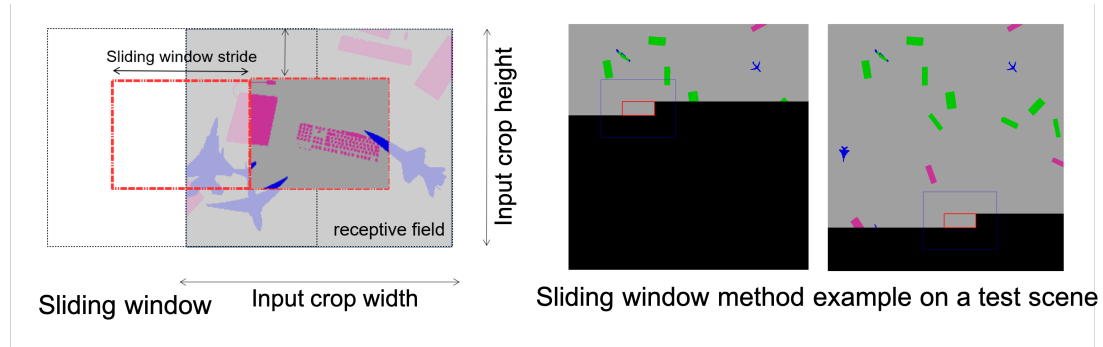 Sliding window stride
receptive field
Input crop height
Input crop width
Sliding window
Sliding window method example on a test scene